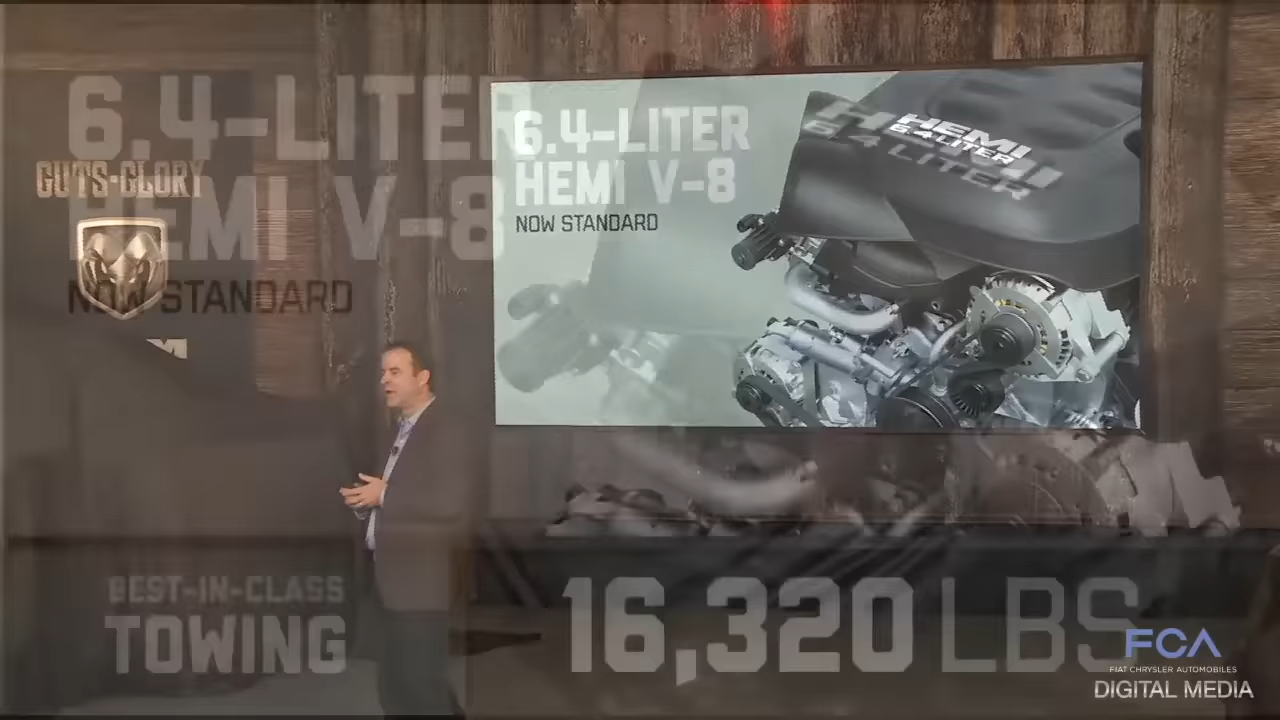 6.4-LITER
HEMI V-8
NOW STANDARD
GUTS·GLORY
6.4-LITER
HEMI V-8
NOW STANDARD
HEMI
6.4 LITER
HEMI
6.4 LITER
BEST-IN-CLASS
TOWING
16,320 LBS
FCA
FIAT CHRYSLER AUTOMOBILES
DIGITAL MEDIA